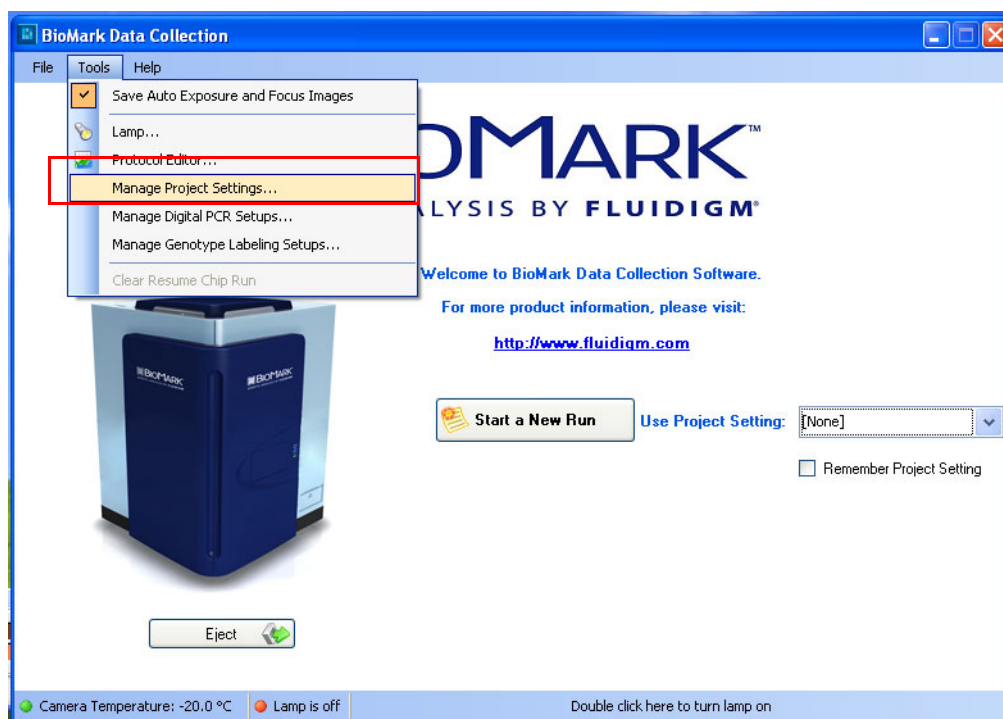 BioMark Data Collection
File Tools Help
Save Auto Exposure and Focus Images
Lamp...
Protocol Editor...
Manage Project Settings...
Manage Digital PCR Setups...
Manage Genotype Labeling Setups...
Clear Resume Chip Run
OMARK™
ALYSIS BY FLUIDIGM®
Welcome to BioMark Data Collection Software.
For more product information, please visit:
http://www.fluidigm.com
BIOMARK BIOMARK
Start a New Run Use Project Setting: [None]
Remember Project Setting
Eject
Camera Temperature: -20.0 °C Lamp is off Double click here to turn lamp on